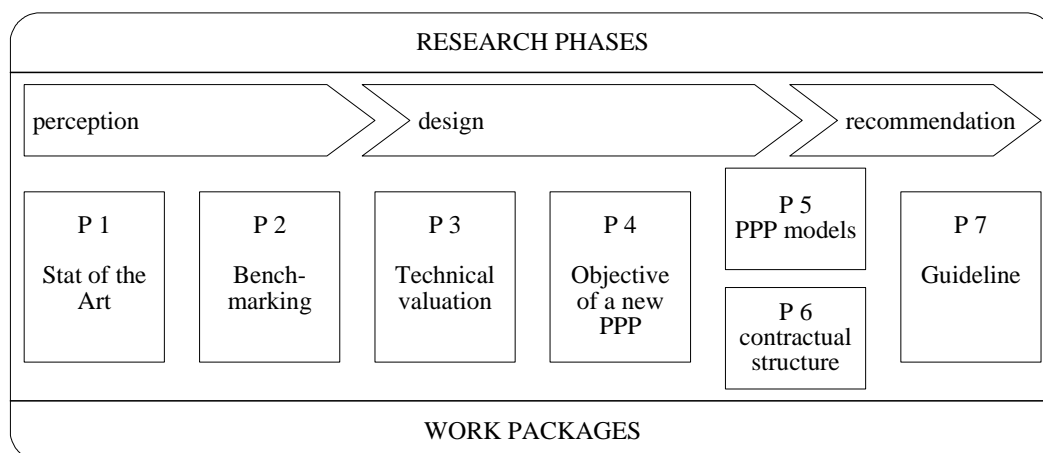 RESEARCH PHASES
perception
design
recommendation
P 1
Stat of the
Art
P 2
Bench-
marking
P 3
Technical
valuation
P 4
Objective
of a new
PPP
P 5
PPP models
P 6
contractual
structure
P 7
Guideline
WORK PACKAGES